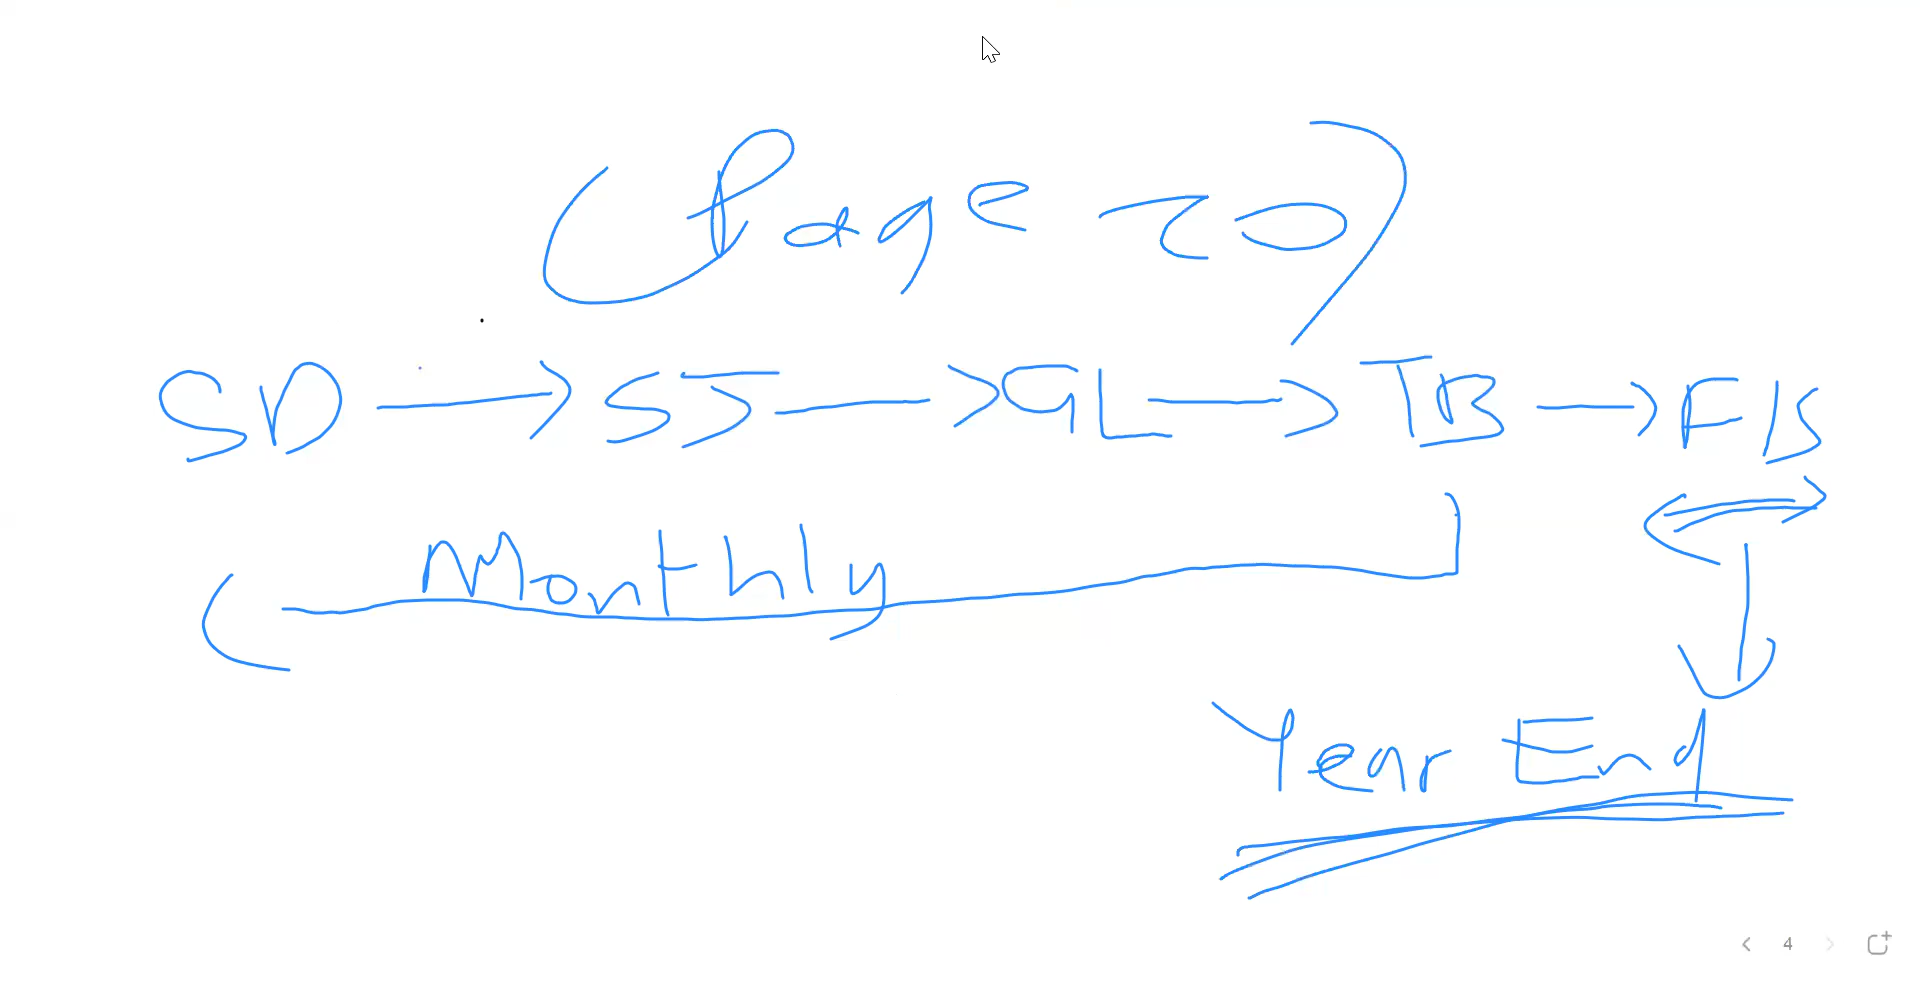 (Page 20)
SD → SJ → GL → TB → F/S
Monthly
Year End
4